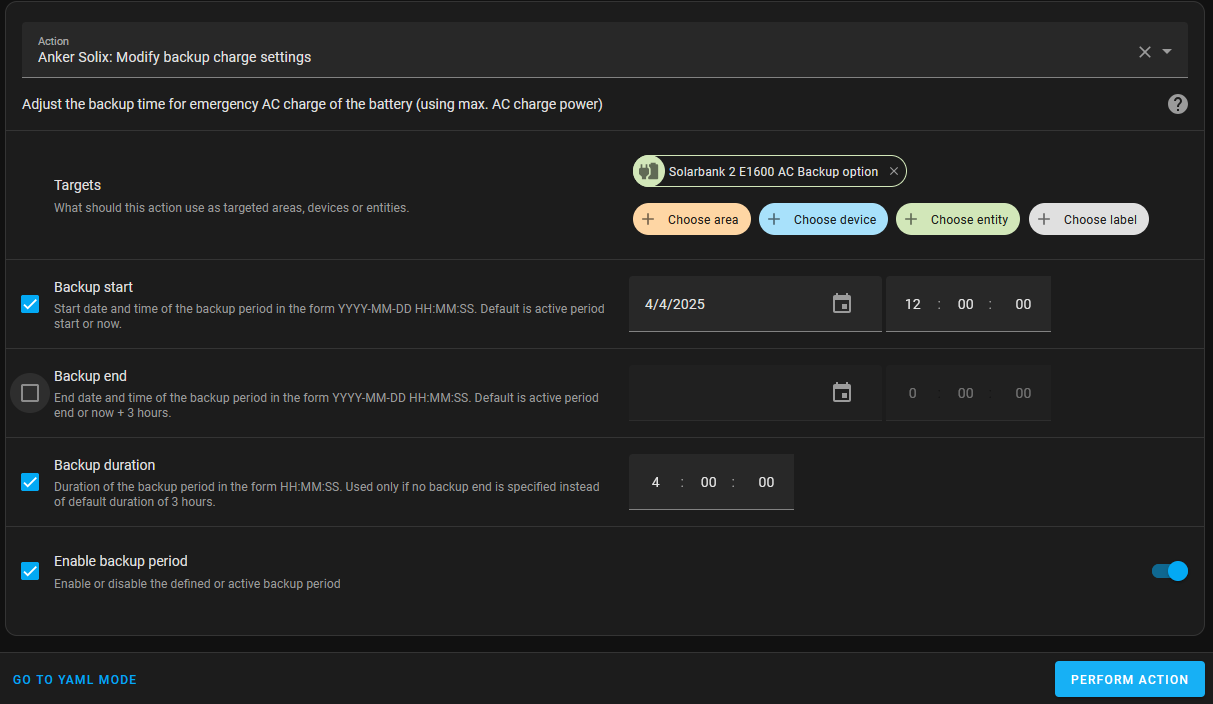 Action
Anker Solix: Modify backup charge settings
Adjust the backup time for emergency AC charge of the battery (using max. AC charge power)
Targets
What should this action use as targeted areas, devices or entities.
Solarbank 2 E1600 AC Backup option
Choose area
Choose device
Choose entity
Choose label
Backup start
Start date and time of the backup period in the form YYYY-MM-DD HH:MM:SS. Default is active period
start or now.
4/4/2025
12 : 00 : 00
Backup end
End date and time of the backup period in the form YYYY-MM-DD HH:MM:SS. Default is active period
end or now + 3 hours.
0 : 00 : 00
Backup duration
Duration of the backup period in the form HH:MM:SS. Used only if no backup end is specified instead
of default duration of 3 hours.
4 : 00 : 00
Enable backup period
Enable or disable the defined or active backup period
GO TO YAML MODE
PERFORM ACTION